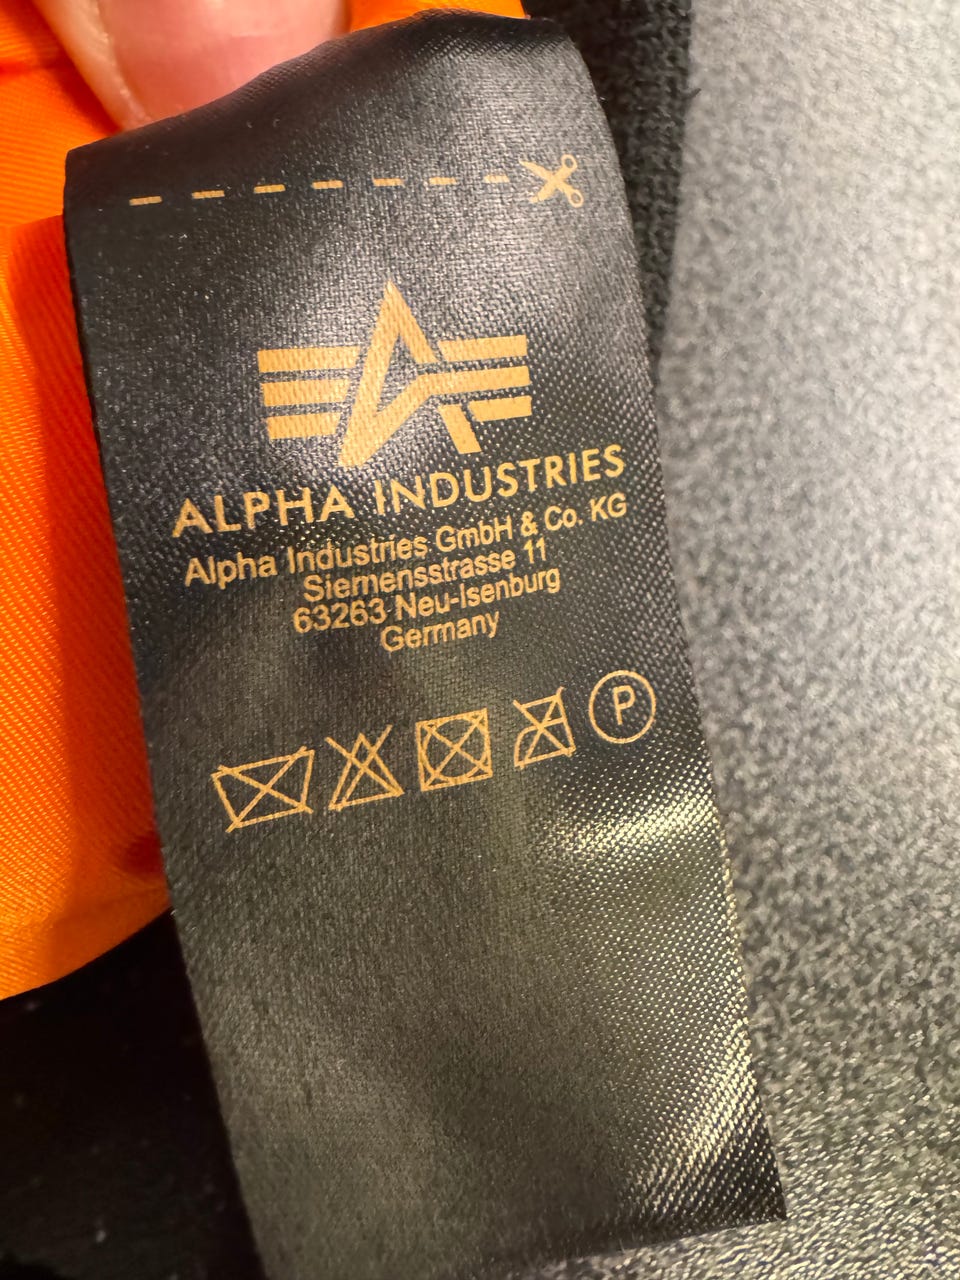 ALPHA INDUSTRIES
Alpha Industries GmbH & Co. KG
Siemensstrasse 11
63263 Neu-Isenburg
Germany
P